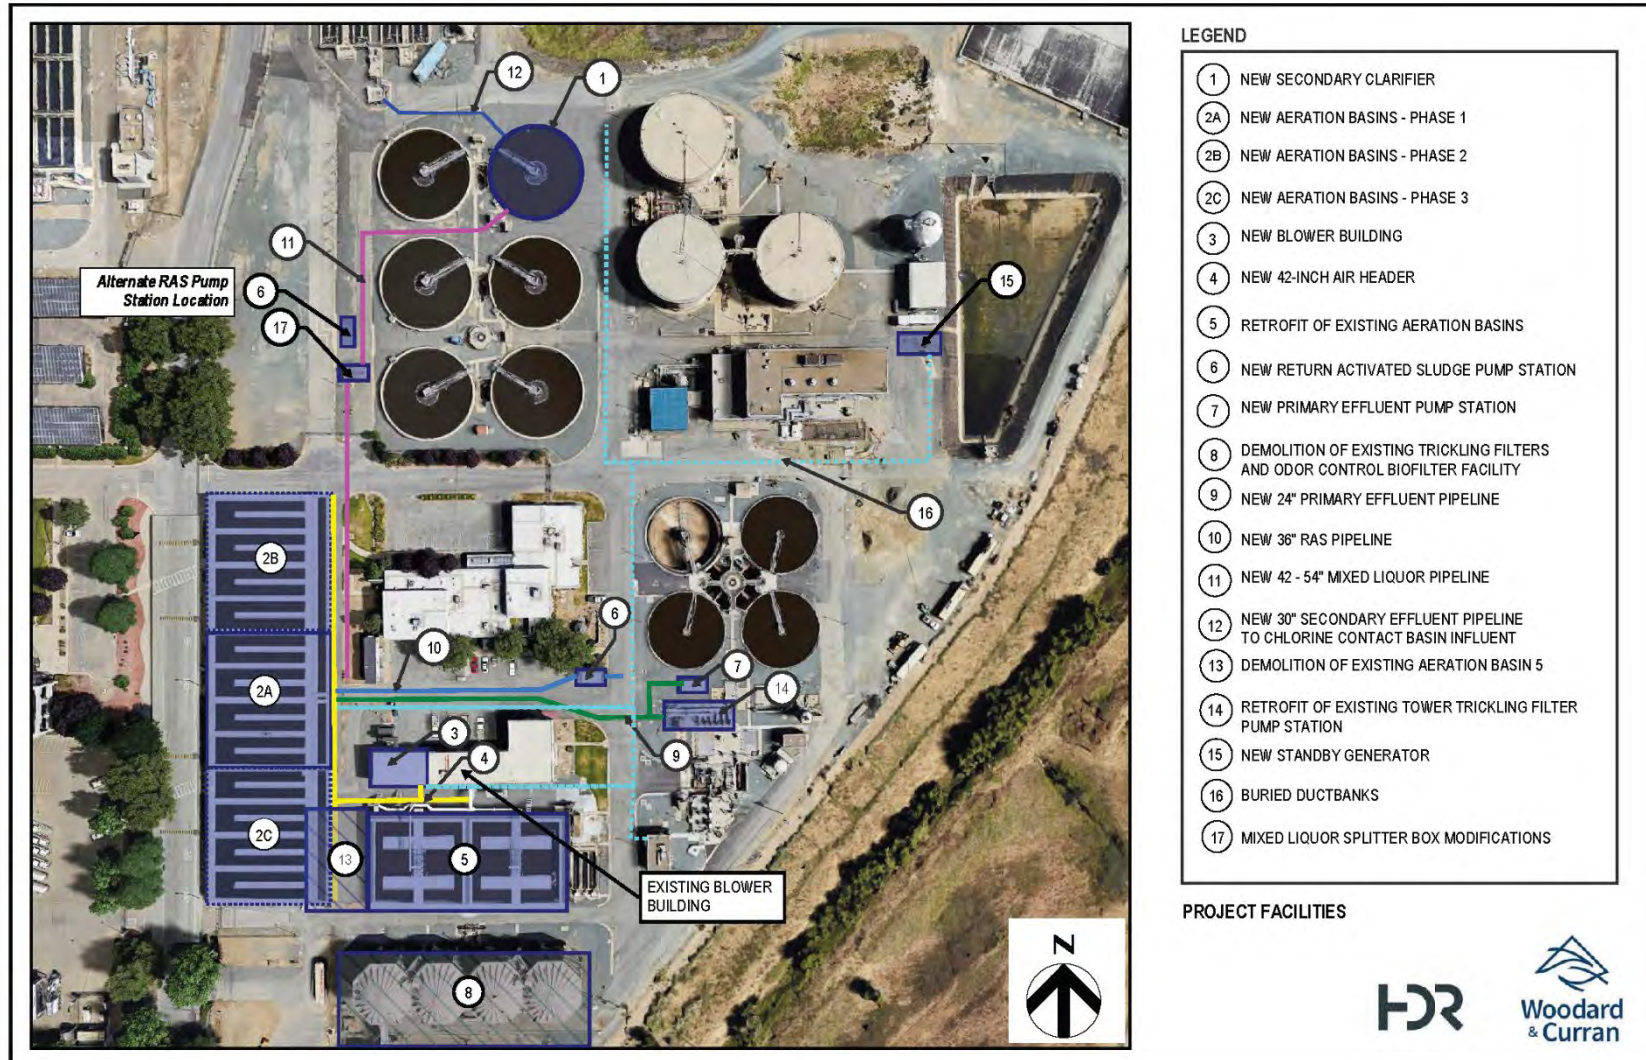 12
1
11
Alternate RAS Pump
Station Location
6
17
15
16
2B
2A
2C
10
6
7
14
9
3
4
13
5
EXISTING BLOWER
BUILDING
8
N
LEGEND
1 NEW SECONDARY CLARIFIER
2A NEW AERATION BASINS - PHASE 1
2B NEW AERATION BASINS - PHASE 2
2C NEW AERATION BASINS - PHASE 3
3 NEW BLOWER BUILDING
4 NEW 42-INCH AIR HEADER
5 RETROFIT OF EXISTING AERATION BASINS
6 NEW RETURN ACTIVATED SLUDGE PUMP STATION
7 NEW PRIMARY EFFLUENT PUMP STATION
8 DEMOLITION OF EXISTING TRICKLING FILTERS
AND ODOR CONTROL BIOFILTER FACILITY
9 NEW 24" PRIMARY EFFLUENT PIPELINE
10 NEW 36" RAS PIPELINE
11 NEW 42 - 54" MIXED LIQUOR PIPELINE
12 NEW 30" SECONDARY EFFLUENT PIPELINE
TO CHLORINE CONTACT BASIN INFLUENT
13 DEMOLITION OF EXISTING AERATION BASIN 5
14 RETROFIT OF EXISTING TOWER TRICKLING FILTER
PUMP STATION
15 NEW STANDBY GENERATOR
16 BURIED DUCTBANKS
17 MIXED LIQUOR SPLITTER BOX MODIFICATIONS
PROJECT FACILITIES
HDR
Woodard
& Curran